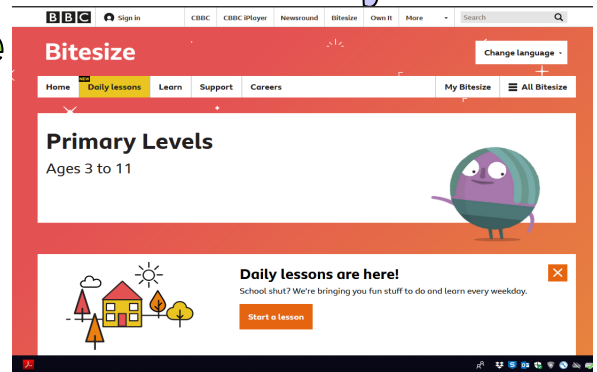 BBC Sign in CBBC CBBC iPlayer Newsround Bitesize Own It More Search
Bitesize
Change language
NEW
Home Daily lessons Learn Support Careers My Bitesize All Bitesize
Primary Levels
Ages 3 to 11
Daily lessons are here!
School shut? We're bringing you fun stuff to do and learn every weekday.
Start a lesson